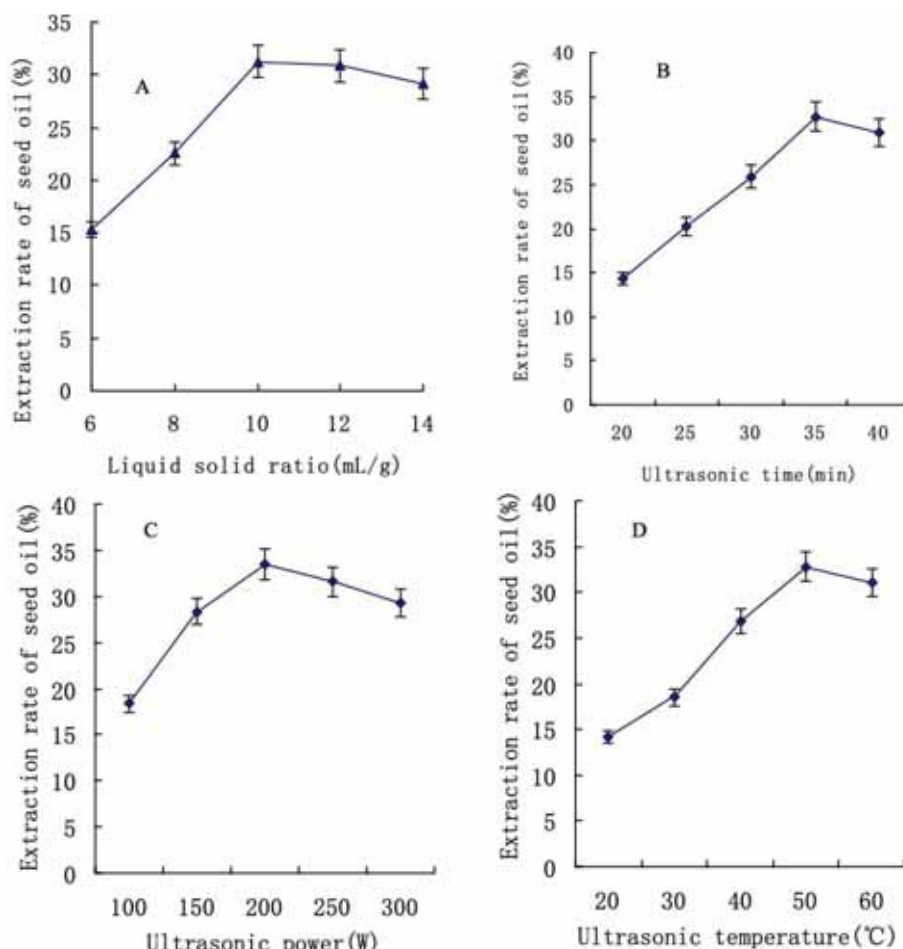 A
Extraction rate of seed oil(%)
35
30
25
20
15
10
5
0
6 8 10 12 14
Liquid solid ratio(mL/g)
B
Extraction rate of seed oil(%)
40
35
30
25
20
15
10
5
0
20 25 30 35 40
Ultrasonic time(min)
C
Extraction rate of seed oil(%)
40
35
30
25
20
15
10
5
0
100 150 200 250 300
Ultrasonic power(W)
D
Extraction rate of seed oil(%)
40
35
30
25
20
15
10
5
0
20 30 40 50 60
Ultrasonic temperature(℃)